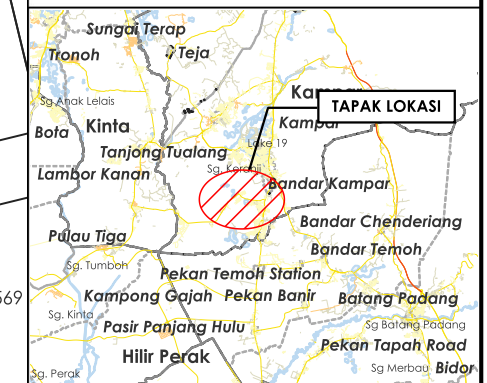 Sungai Terap
Tronoh
Teja
Kampar
TAPAK LOKASI
Sg. Anak Lelais
Bota
Kinta
Kampar
Lake 19
Tanjong Tualang
Sg. Keranji
Lambor Kanan
Bandar Kampar
Bandar Chenderiang
Pulau Tiga
Bandar Temoh
Sg. Tumboh
Pekan Temoh Station
569
Kampong Gajah
Pekan Banir
Batang Padang
Sg. Kinta
Pasir Panjang Hulu
Sg Batang Padang
Hilir Perak
Pekan Tapah Road
Sg. Perak
Sg Merbau
Bidor